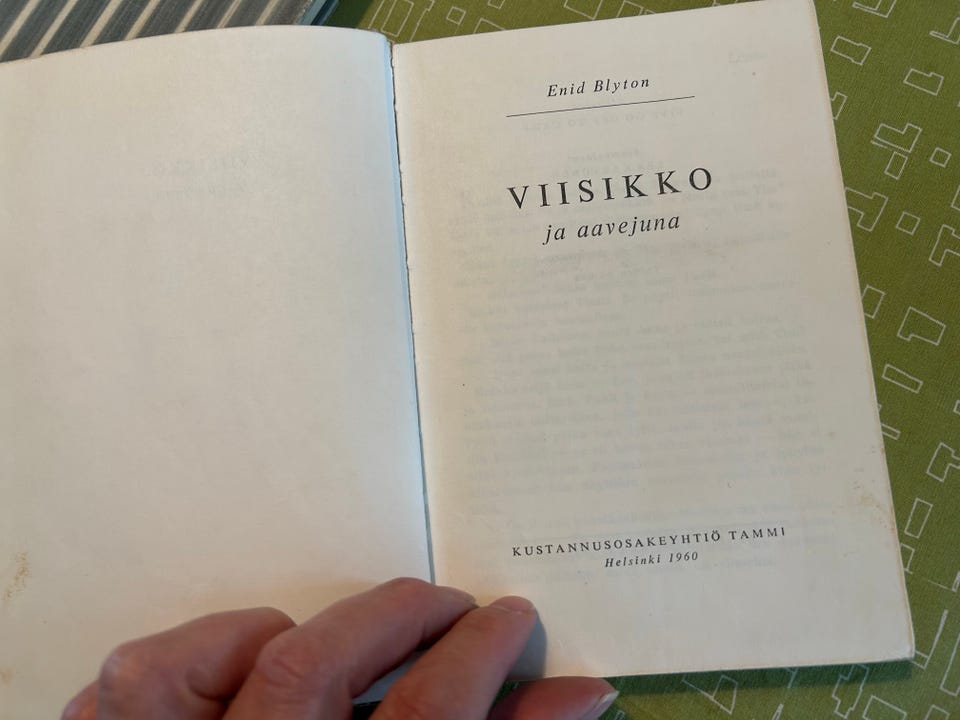 Enid Blyton
VIISIKKO
ja aavejuna
KUSTANNUSOSAKEYHTIÖ TAMMI
Helsinki 1960